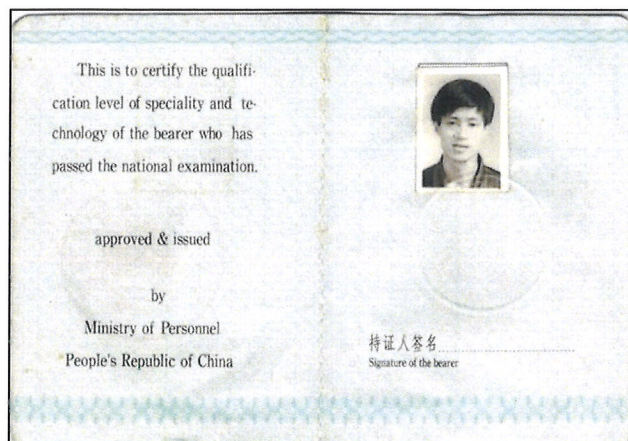 This is to certify the qualifi-
cation level of speciality and te-
chnology of the bearer who has
passed the national examination.
approved & issued
by
Ministry of Personnel
People's Republic of China
持证人签名
Signature of the bearer